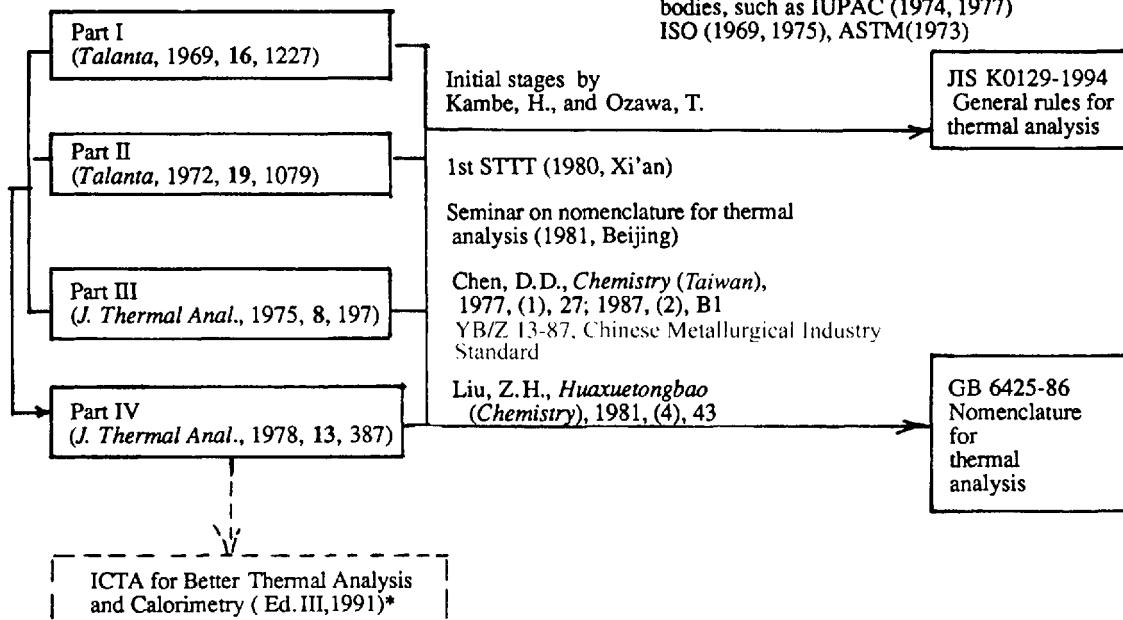 bodies, such as IUPAC (1974, 1977)
ISO (1969, 1975), ASTM(1973)
Part I
(Talanta, 1969, 16, 1227)
Initial stages by
Kambe, H., and Ozawa, T.
JIS K0129-1994
General rules for
thermal analysis
Part II
(Talanta, 1972, 19, 1079)
1st STTT (1980, Xi'an)
Seminar on nomenclature for thermal
analysis (1981, Beijing)
Part III
(J. Thermal Anal., 1975, 8, 197)
Chen, D.D., Chemistry (Taiwan),
1977, (1), 27; 1987, (2), B1
YB/Z 13-87, Chinese Metallurgical Industry
Standard
Part IV
(J. Thermal Anal., 1978, 13, 387)
Liu, Z.H., Huaxuetongbao
(Chemistry), 1981, (4), 43
GB 6425-86
Nomenclature
for
thermal
analysis
ICTA for Better Thermal Analysis
and Calorimetry ( Ed. III,1991)*